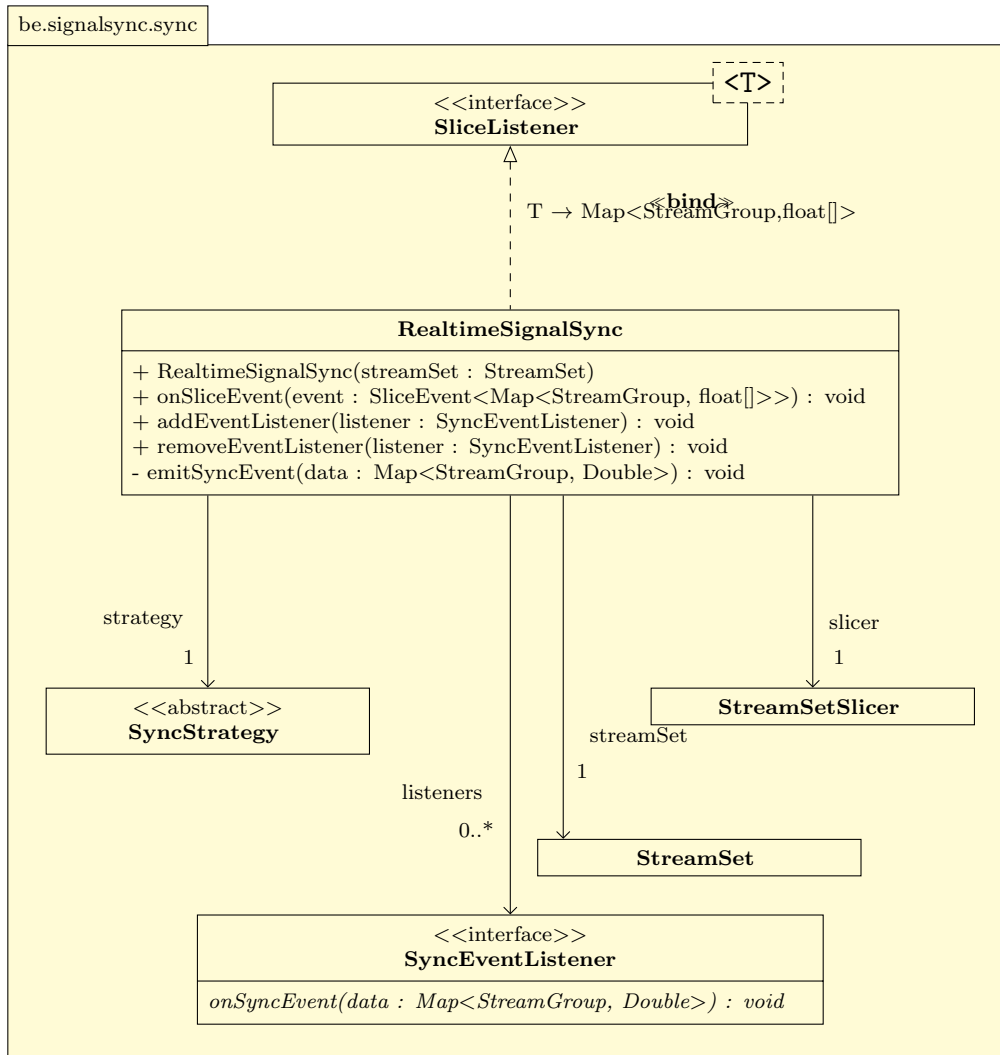 be.signalsync.sync
<T>
<<interface>>
SliceListener
≪bind≫
T → Map<StreamGroup,float[]>
RealtimeSignalSync
+ RealtimeSignalSync(streamSet : StreamSet)
+ onSliceEvent(event : SliceEvent<Map<StreamGroup, float[]>>) : void
+ addEventListener(listener : SyncEventListener) : void
+ removeEventListener(listener : SyncEventListener) : void
- emitSyncEvent(data : Map<StreamGroup, Double>) : void
strategy
1
slicer
1
<<abstract>>
SyncStrategy
StreamSetSlicer
streamSet
1
listeners
0..*
StreamSet
<<interface>>
SyncEventListener
onSyncEvent(data : Map<StreamGroup, Double>) : void